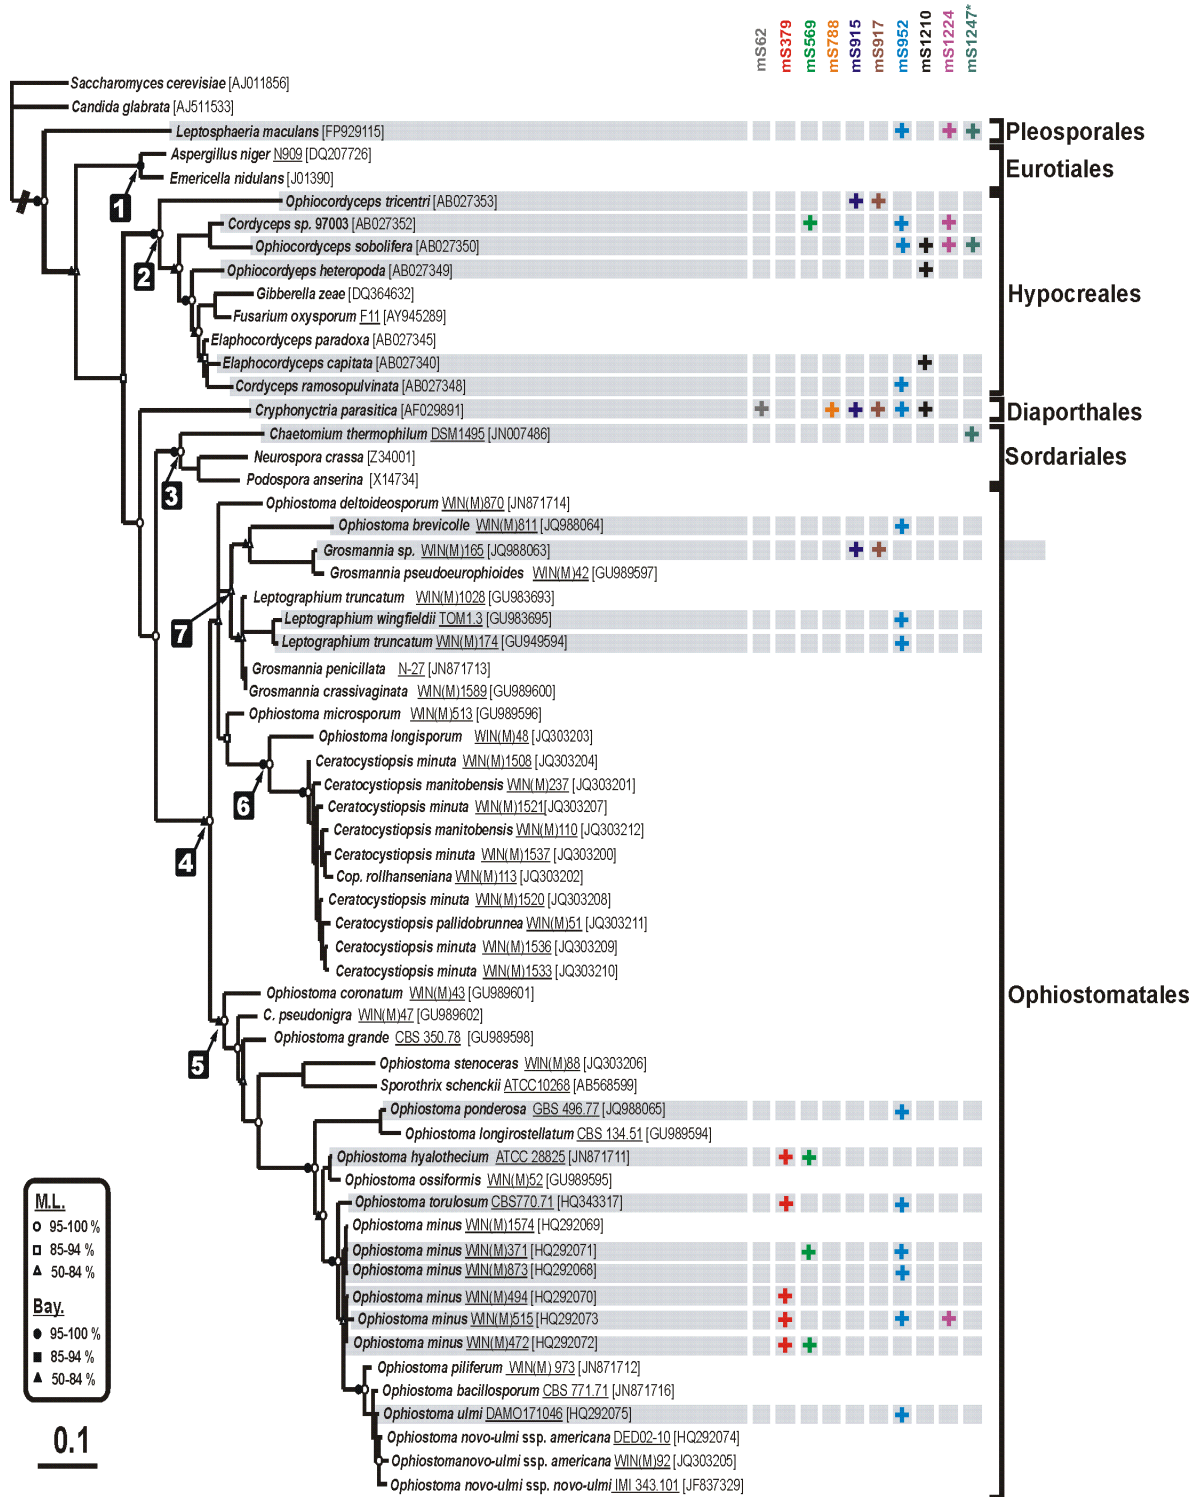 mS62 mS379 mS569 mS788 mS915 mS917 mS952 mS1210 mS1224 mS1247*
Saccharomyces cerevisiae [AJ011856]
Candida glabrata [AJ511533]
Leptosphaeria maculans [FP929115]
Pleosporales
Aspergillus niger N909 [DQ207726]
Eurotiales
Emericella nidulans [J01390]
1
Ophiocordyceps tricentri [AB027353]
Cordyceps sp. 97003 [AB027352]
Ophiocordyceps sobolifera [AB027350]
2
Ophiocordyeps heteropoda [AB027349]
Gibberella zeae [DQ364632]
Hypocreales
Fusarium oxysporum F11 [AY945289]
Elaphocordyceps paradoxa [AB027345]
Elaphocordyceps capitata [AB027340]
Cordyceps ramosopulvinata [AB027348]
Cryphonyctria parasitica [AF029891]
Diaporthales
Chaetomium thermophilum DSM1495 [JN007486]
Neurospora crassa [Z34001]
Sordariales
Podospora anserina [X14734]
3
Ophiostoma deltoideosporum WIN(M)870 [JN871714]
Ophiostoma brevicolle WIN(M)811 [JQ988064]
Grosmannia sp. WIN(M)165 [JQ988063]
Grosmannia pseudoeurophioides WIN(M)42 [GU989597]
Leptographium truncatum WIN(M)1028 [GU983693]
Leptographium wingfieldii TOM1.3 [GU983695]
7
Leptographium truncatum WIN(M)174 [GU949594]
Grosmannia penicillata N-27 [JN871713]
Grosmannia crassivaginata WIN(M)1589 [GU989600]
Ophiostoma microsporum WIN(M)513 [GU989596]
Ophiostoma longisporum WIN(M)48 [JQ303203]
Ceratocystiopsis minuta WIN(M)1508 [JQ303204]
Ceratocystiopsis manitobensis WIN(M)237 [JQ303201]
6
Ceratocystiopsis minuta WIN(M)1521[JQ303207]
Ceratocystiopsis manitobensis WIN(M)110 [JQ303212]
Ceratocystiopsis minuta WIN(M)1537 [JQ303200]
4
Cop. rollhanseniana WIN(M)113 [JQ303202]
Ceratocystiopsis minuta WIN(M)1520 [JQ303208]
Ceratocystiopsis pallidobrunnea WIN(M)51 [JQ303211]
Ceratocystiopsis minuta WIN(M)1536 [JQ303209]
Ceratocystiopsis minuta WIN(M)1533 [JQ303210]
Ophiostoma coronatum WIN(M)43 [GU989601]
Ophiostomatales
C. pseudonigra WIN(M)47 [GU989602]
Ophiostoma grande CBS 350.78 [GU989598]
5
Ophiostoma stenoceras WIN(M)88 [JQ303206]
Sporothrix schenckii ATCC10268 [AB568599]
Ophiostoma ponderosa GBS 496.77 [JQ988065]
Ophiostoma longirostellatum CBS 134.51 [GU989594]
Ophiostoma hyalothecium ATCC 28825 [JN871711]
Ophiostoma ossiformis WIN(M)52 [GU989595]
Ophiostoma torulosum CBS770.71 [HQ343317]
Ophiostoma minus WIN(M)1574 [HQ292069]
Ophiostoma minus WIN(M)371 [HQ292071]
Ophiostoma minus WIN(M)873 [HQ292068]
Ophiostoma minus WIN(M)494 [HQ292070]
Ophiostoma minus WIN(M)515 [HQ292073
Ophiostoma minus WIN(M)472 [HQ292072]
Ophiostoma piliferum WIN(M) 973 [JN871712]
Ophiostoma bacillosporum CBS 771.71 [JN871716]
Ophiostoma ulmi DAMO171046 [HQ292075]
Ophiostoma novo-ulmi ssp. americana DED02-10 [HQ292074]
Ophiostomanovo-ulmi ssp. americana WIN(M)92 [JQ303205]
Ophiostoma novo-ulmi ssp. novo-ulmi IMI 343.101 [JF837329]
M.L.
95-100 %
85-94 %
50-84 %
Bay.
95-100 %
85-94 %
50-84 %
0.1